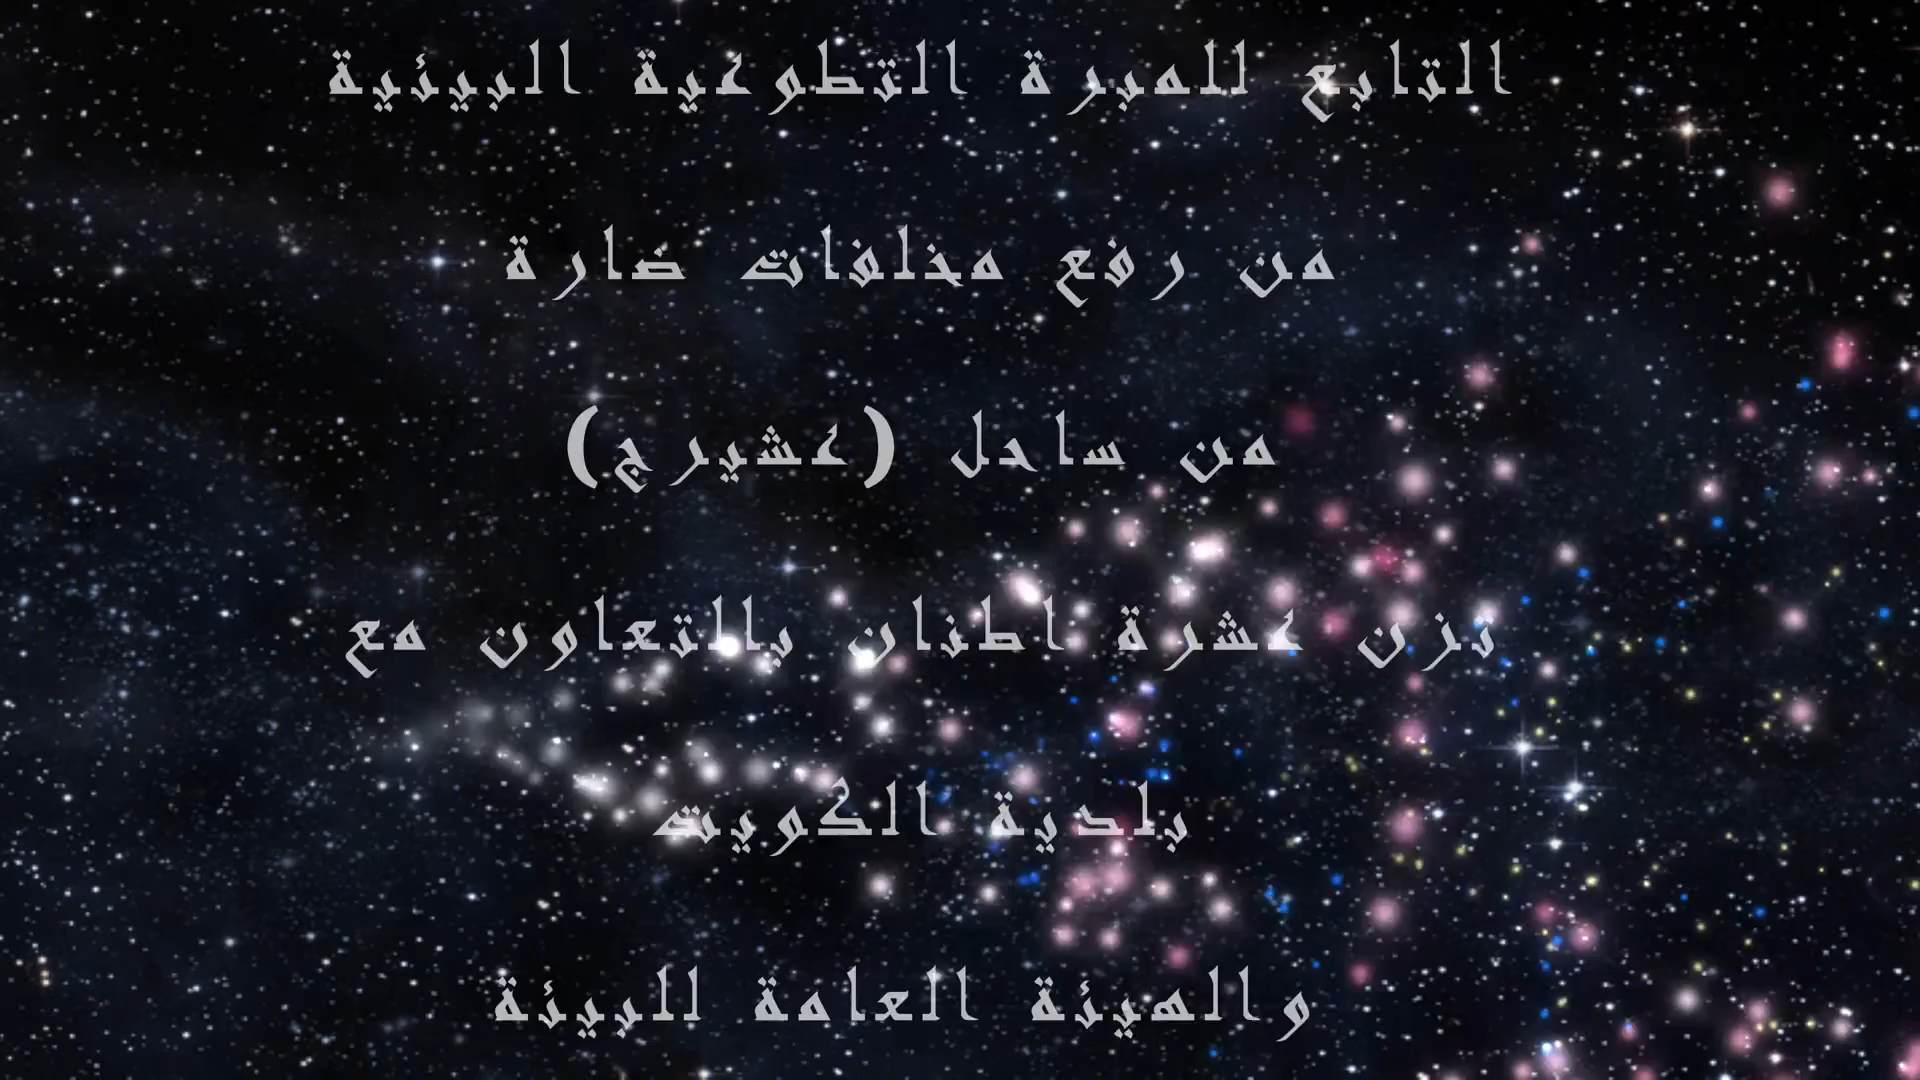 التابع للمبرة التطوعية البيئية
من رفع مخلفات ضارة
من ساحل (عشيرج)
تزن عشرة اطنان بالتعاون مع
بلدية الكويت
والهيئة العامة للبيئة